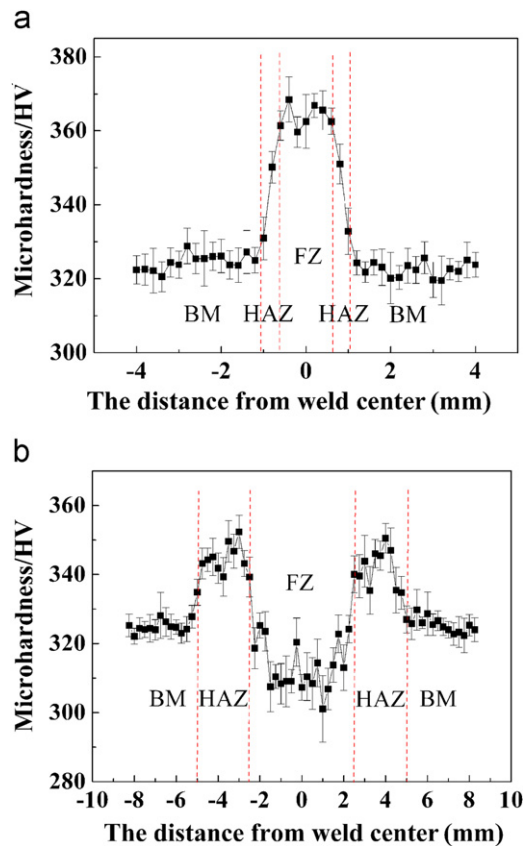 a
Microhardness/HV
380
360
340
320
300
BM HAZ FZ HAZ BM
-4 -2 0 2 4
The distance from weld center (mm)
b
Microhardness/HV
360
340
320
300
280
FZ
BM HAZ HAZ BM
-10 -8 -6 -4 -2 0 2 4 6 8 10
The distance from weld center (mm)